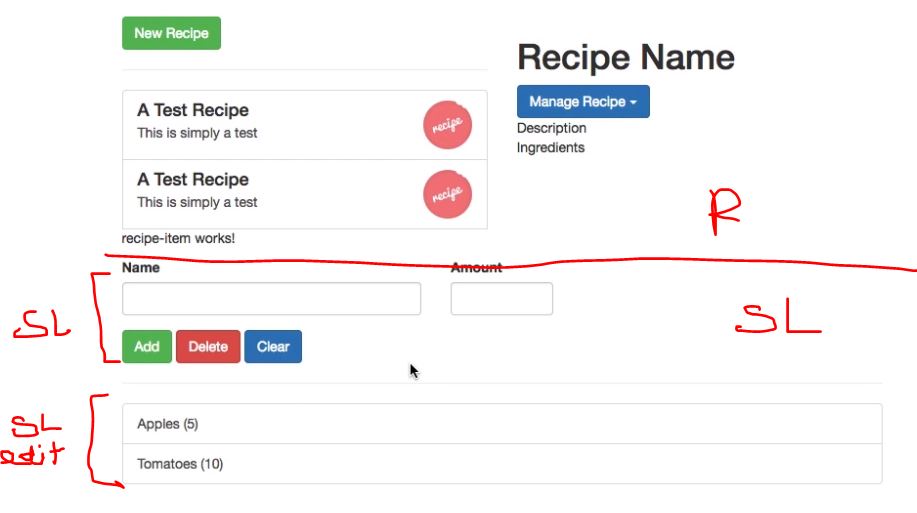 New Recipe
Recipe Name
Manage Recipe
Description
Ingredients
A Test Recipe
This is simply a test
recipe
A Test Recipe
This is simply a test
recipe
recipe-item works!
R
Name
Amount
SL
SL
Add
Delete
Clear
SL
edit
Apples (5)
Tomatoes (10)